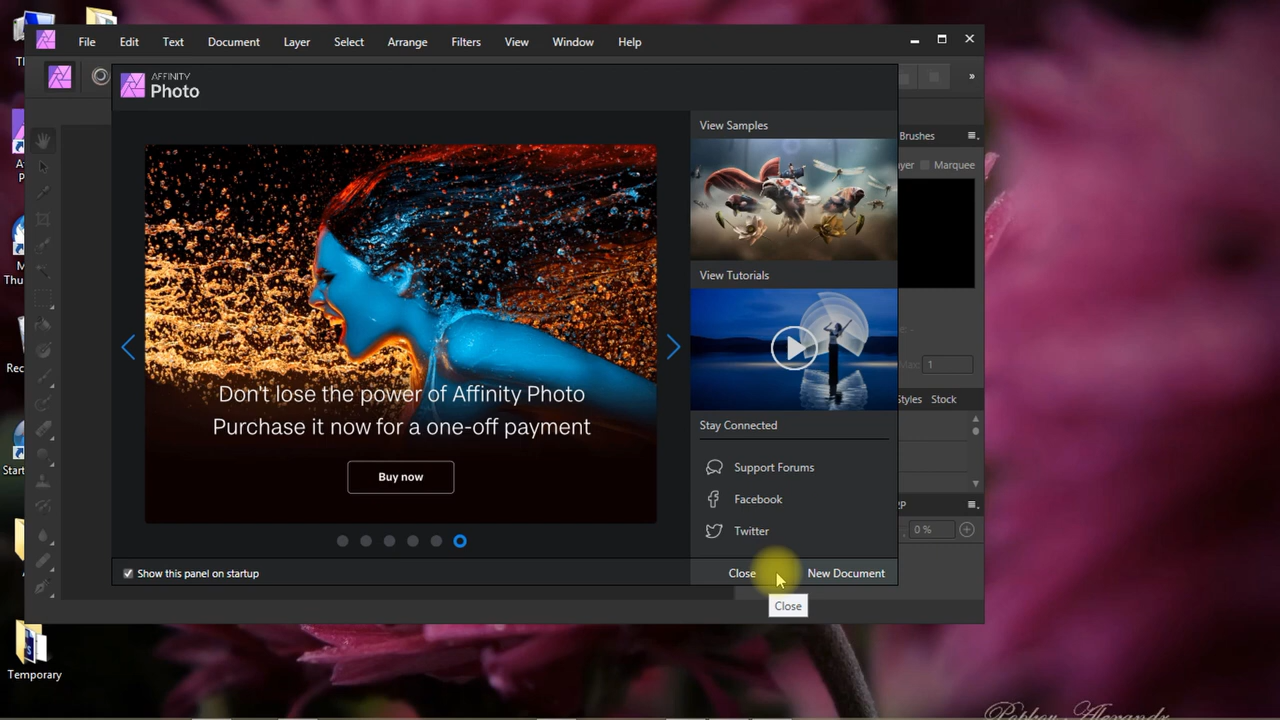 File Edit Text Document Layer Select Arrange Filters View Window Help
»
AFFINITY
Photo
View Samples
Brushes
Marquee
View Tutorials
1
Don't lose the power of Affinity Photo
Purchase it now for a one-off payment
Buy now
Styles Stock
Stay Connected
Support Forums
Facebook
Twitter
0 %
Show this panel on startup
Close New Document
Close
Temporary